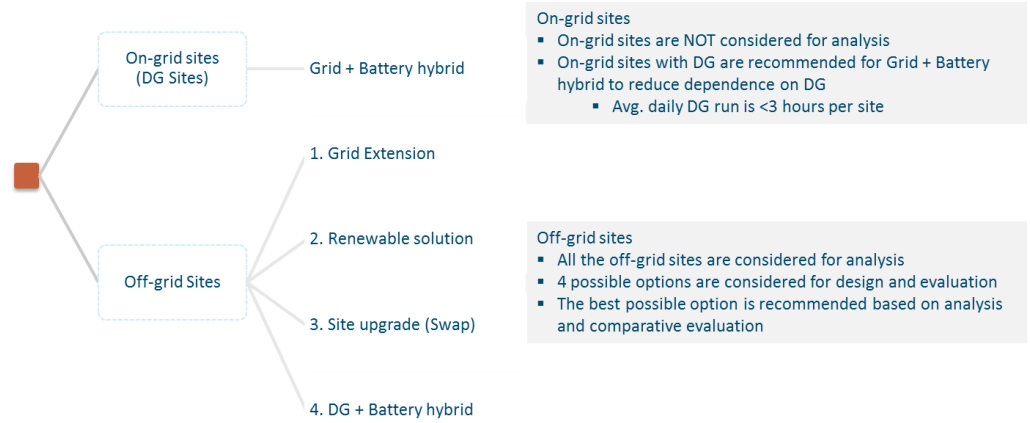 On-grid sites
(DG Sites)
Grid + Battery hybrid
On-grid sites
▪ On-grid sites are NOT considered for analysis
▪ On-grid sites with DG are recommended for Grid + Battery
hybrid to reduce dependence on DG
▪ Avg. daily DG run is <3 hours per site
Off-grid Sites
1. Grid Extension
2. Renewable solution
3. Site upgrade (Swap)
4. DG + Battery hybrid
Off-grid sites
▪ All the off-grid sites are considered for analysis
▪ 4 possible options are considered for design and evaluation
▪ The best possible option is recommended based on analysis
and comparative evaluation